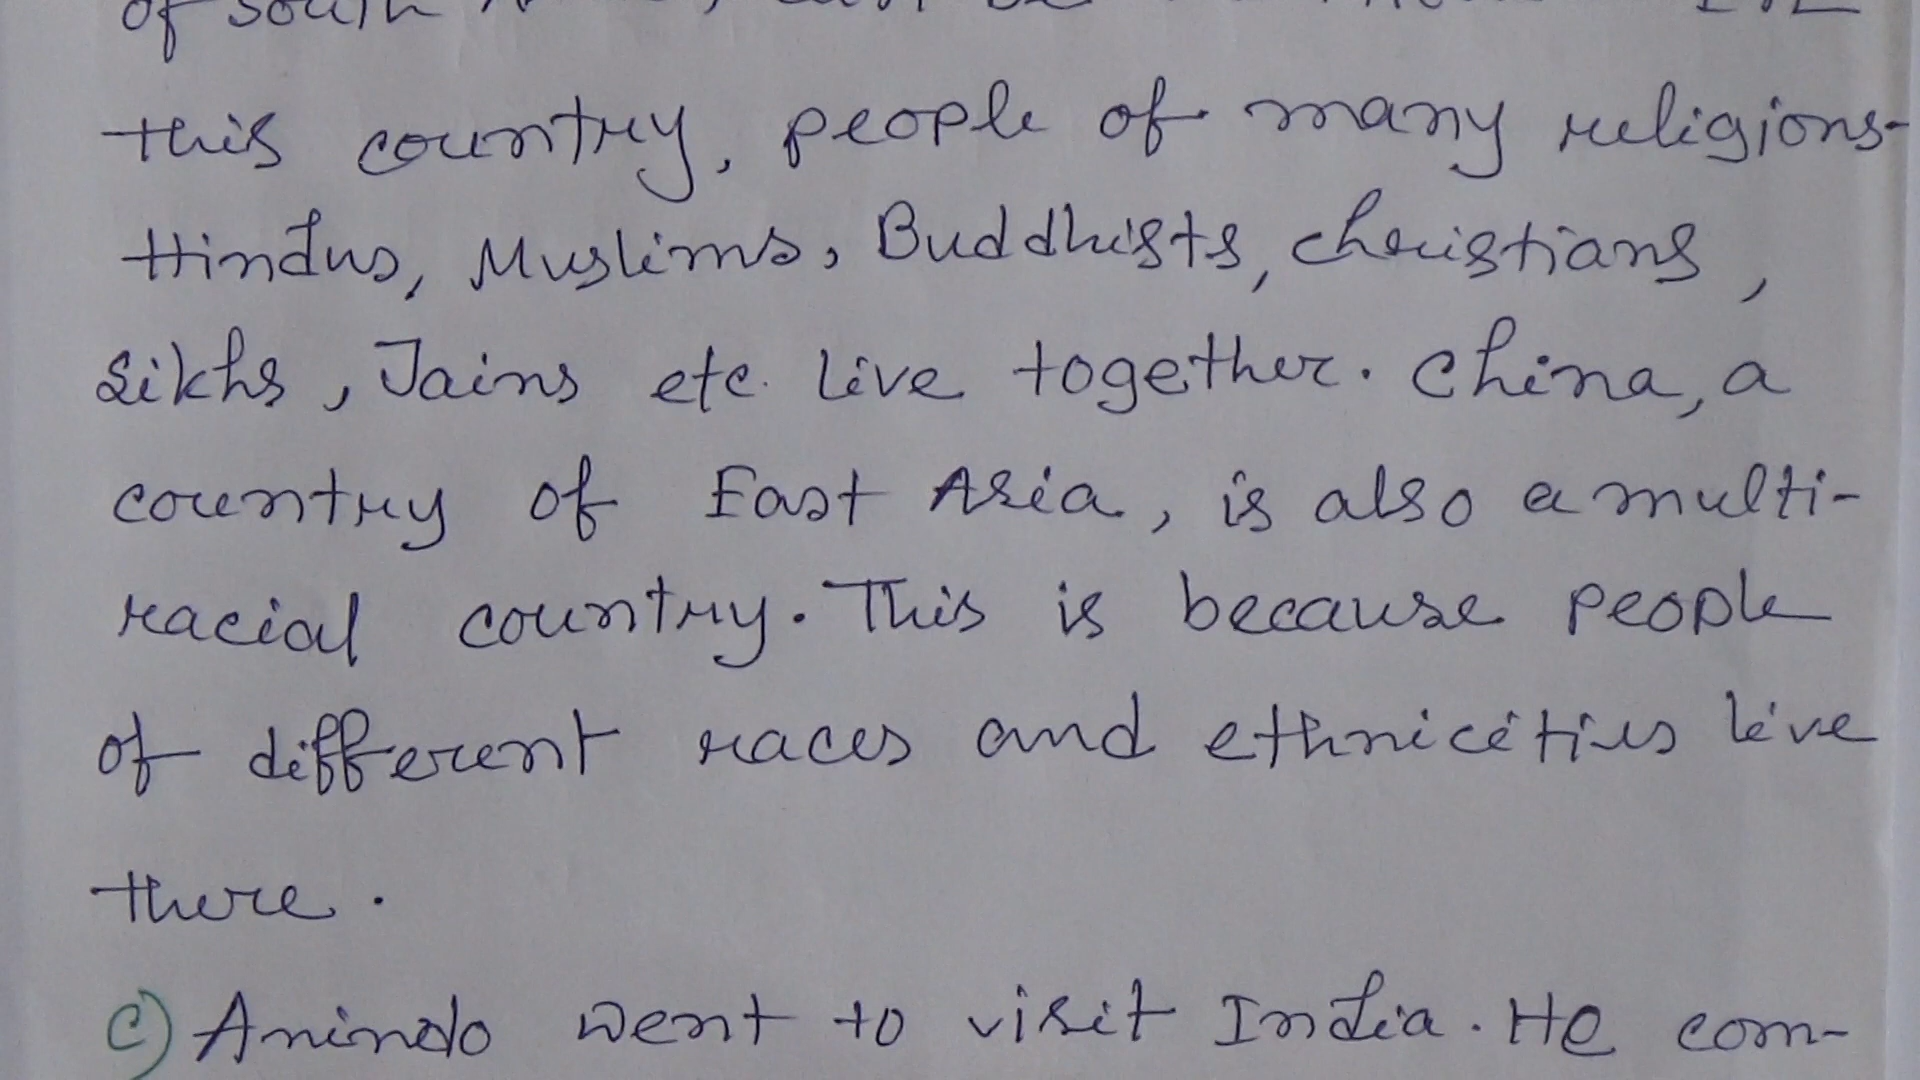 of South
this country, people of many religions-
Hindus, Muslims, Buddhists, christians,
Sikhs, Jains etc. live together. China, a
country of East Asia, is also a multi-
racial country. This is because people
of different races and ethnicities live
there.
c) Anindo went to visit India. He com-